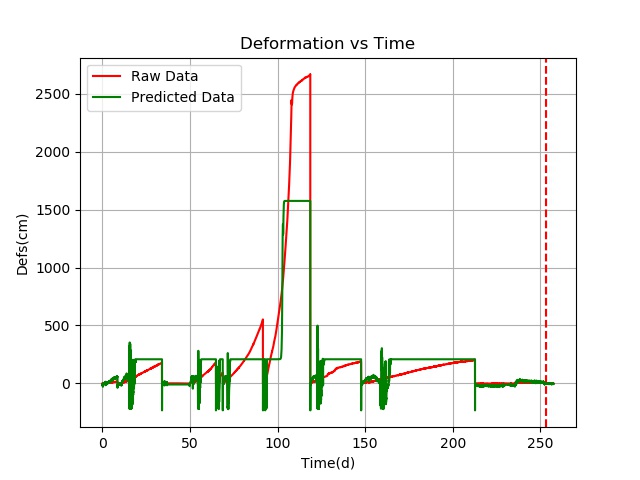 Deformation vs Time
Raw Data
Predicted Data
2500
2000
1500
1000
500
0
Defs(cm)
0 50 100 150 200 250
Time(d)